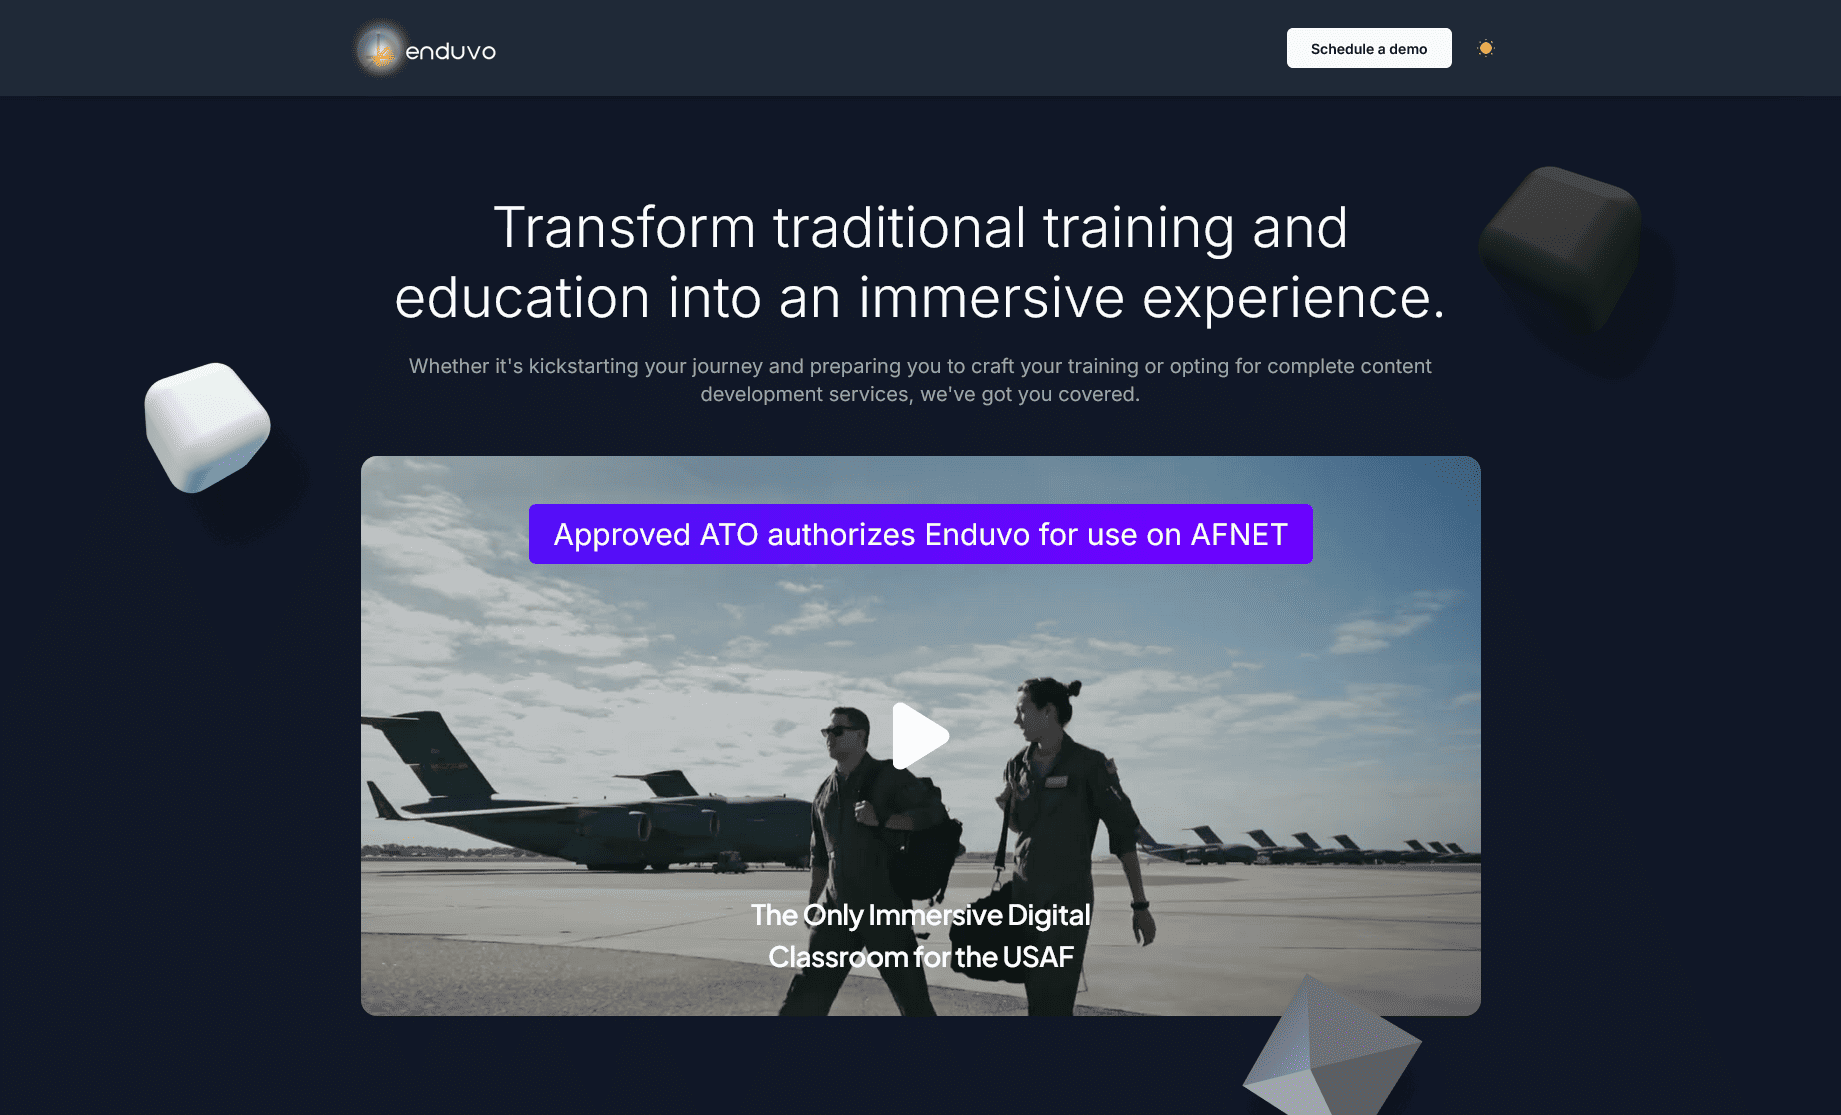 enduvo
Schedule a demo
Transform traditional training and
education into an immersive experience.
Whether it's kickstarting your journey and preparing you to craft your training or opting for complete content
development services, we've got you covered.
Approved ATO authorizes Enduvo for use on AFNET
The Only Immersive Digital
Classroom for the USAF